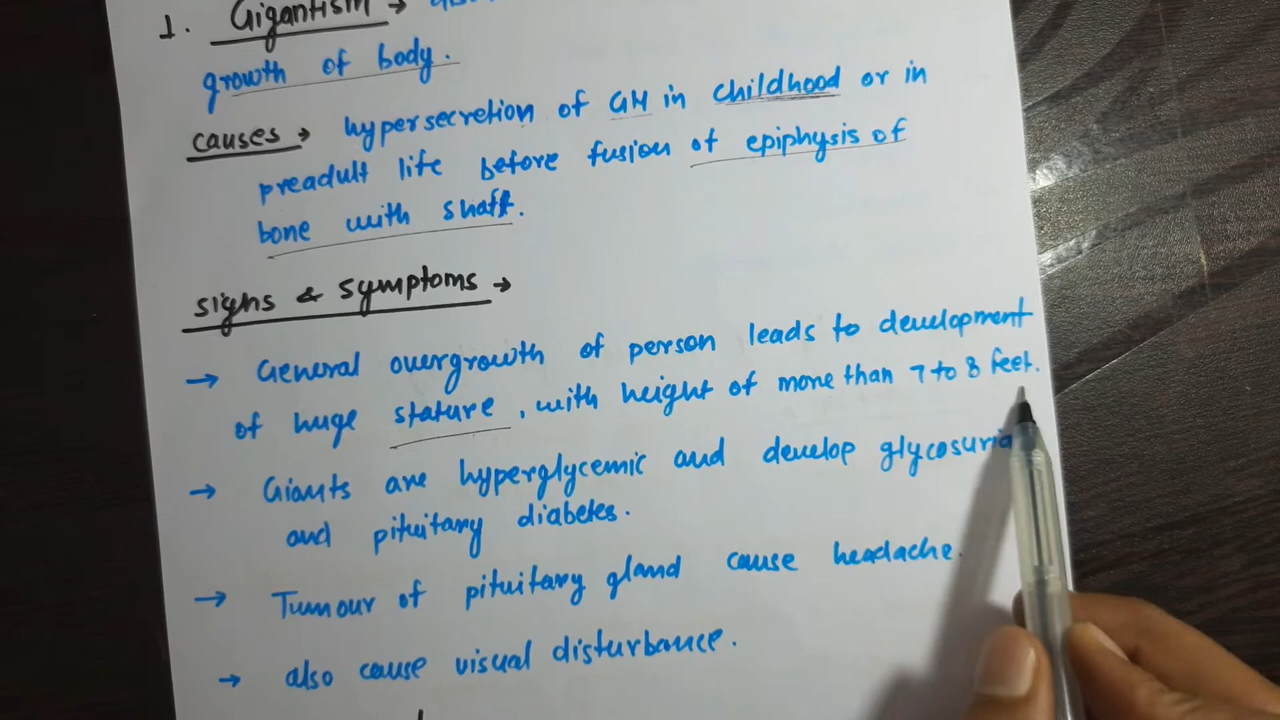 1. Gigantism →
growth of body.
causes → hypersecretion of GH in childhood or in
preadult life before fusion of epiphysis of
bone with shaft.
signs & symptoms →
→ General overgrowth of person leads to development
of huge stature, with height of more than 7 to 8 feet.
→ Giants are hyperglycemic and develop glycosuria
and pituitary diabetes.
→ Tumour of pituitary gland cause headache.
→ also cause visual disturbance.